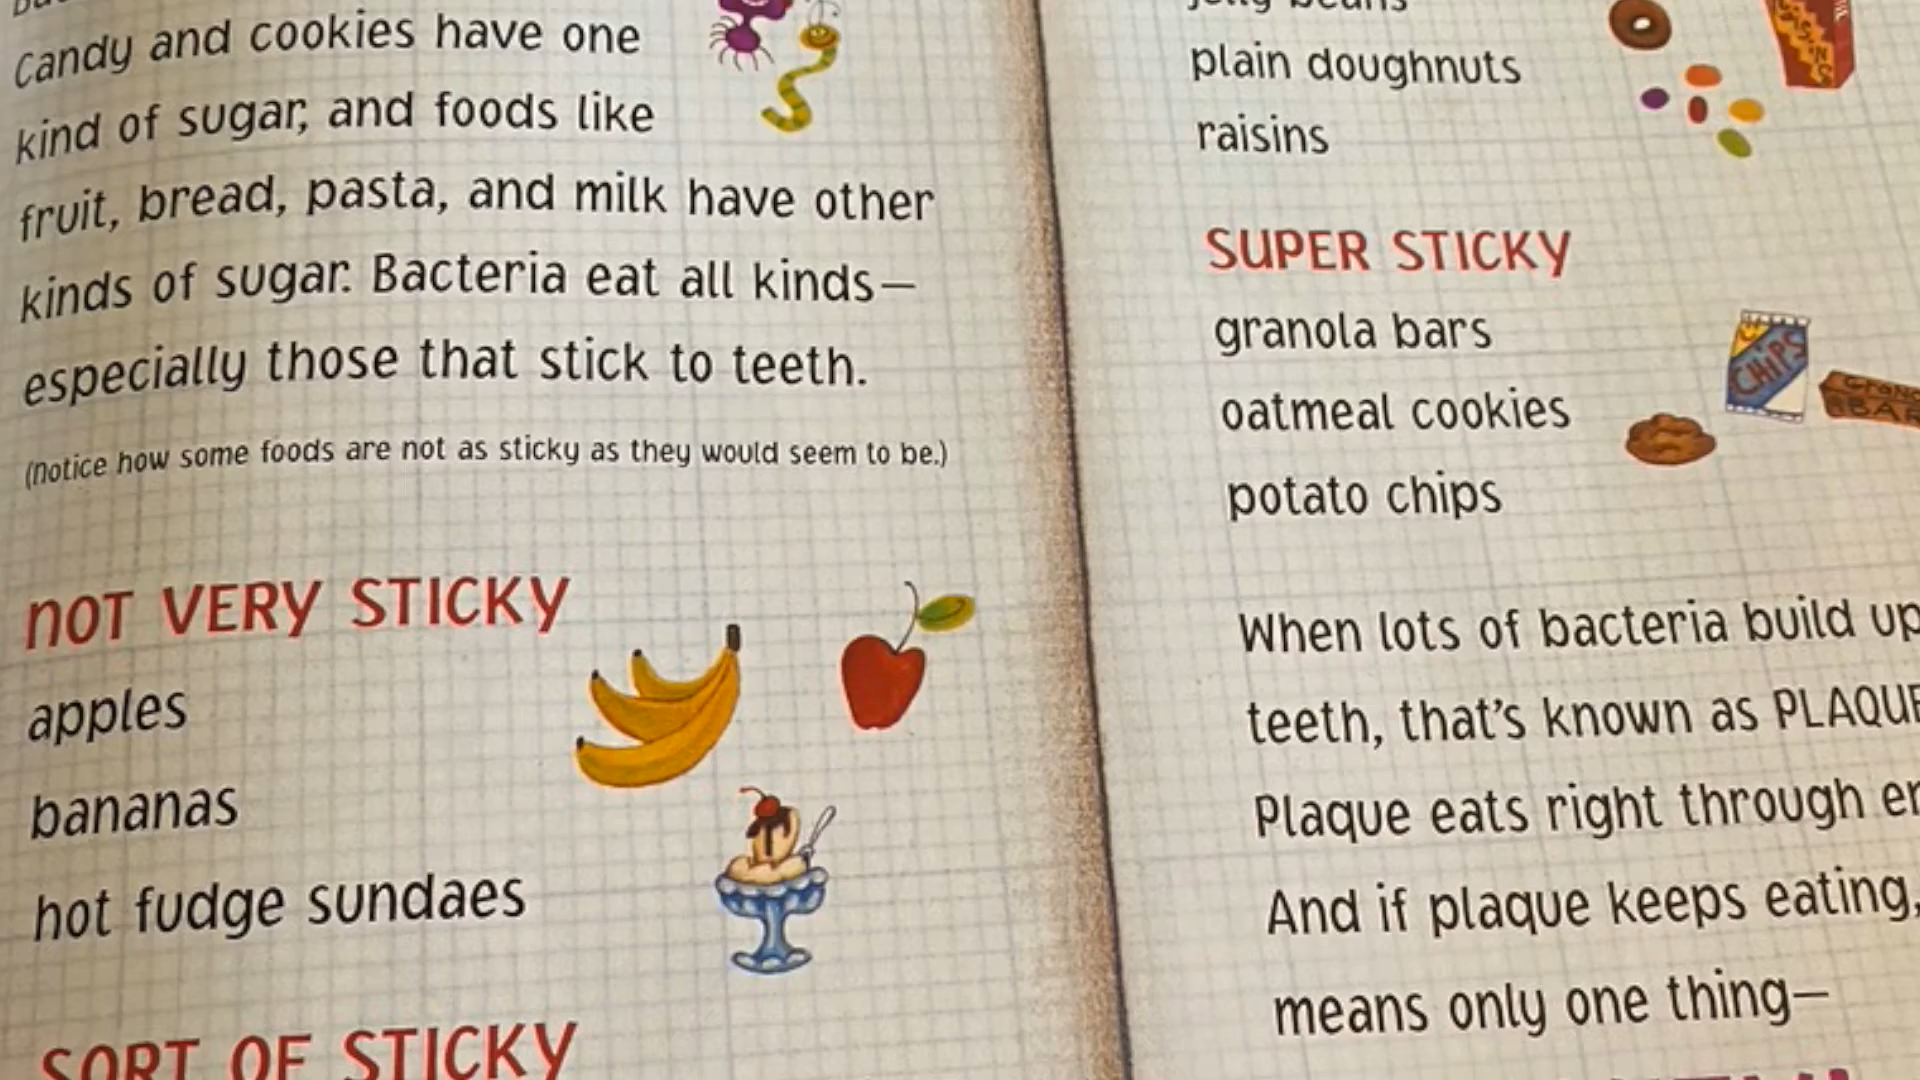 candy and cookies have one
kind of sugar, and foods like
fruit, bread, pasta, and milk have other
kinds of sugar. Bacteria eat all kinds—
especially those that stick to teeth.
(Notice how some foods are not as sticky as they would seem to be.)
NOT VERY STICKY
apples
bananas
hot fudge sundaes
SORT OF STICKY
jelly beans
plain doughnuts
raisins
SUPER STICKY
granola bars
oatmeal cookies
potato chips
CHIPS
When lots of bacteria build up
teeth, that's known as PLAQUE
Plaque eats right through
And if plaque keeps eating,
means only one thing—